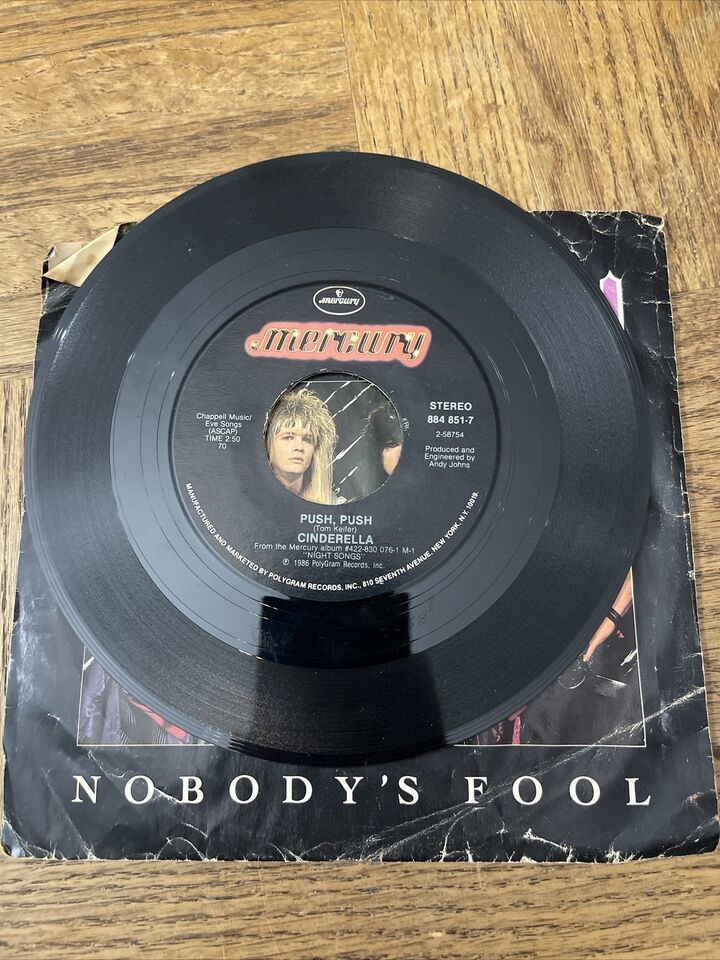 mercury
mercury
Chappell Music/
Eve Songs
(ASCAP)
TIME 2:50
70
STEREO
884 851-7
2-58754
Produced and
Engineered by
Andy Johns
PUSH, PUSH
(Tom Keifer)
CINDERELLA
From the Mercury album #422-830 076-1 M-1
"NIGHT SONGS"
℗ 1986 PolyGram Records, Inc.
MANUFACTURED AND MARKETED BY POLYGRAM RECORDS, INC., 810 SEVENTH AVENUE, NEW YORK, N.Y. 10019.
NOBODY'S FOOL